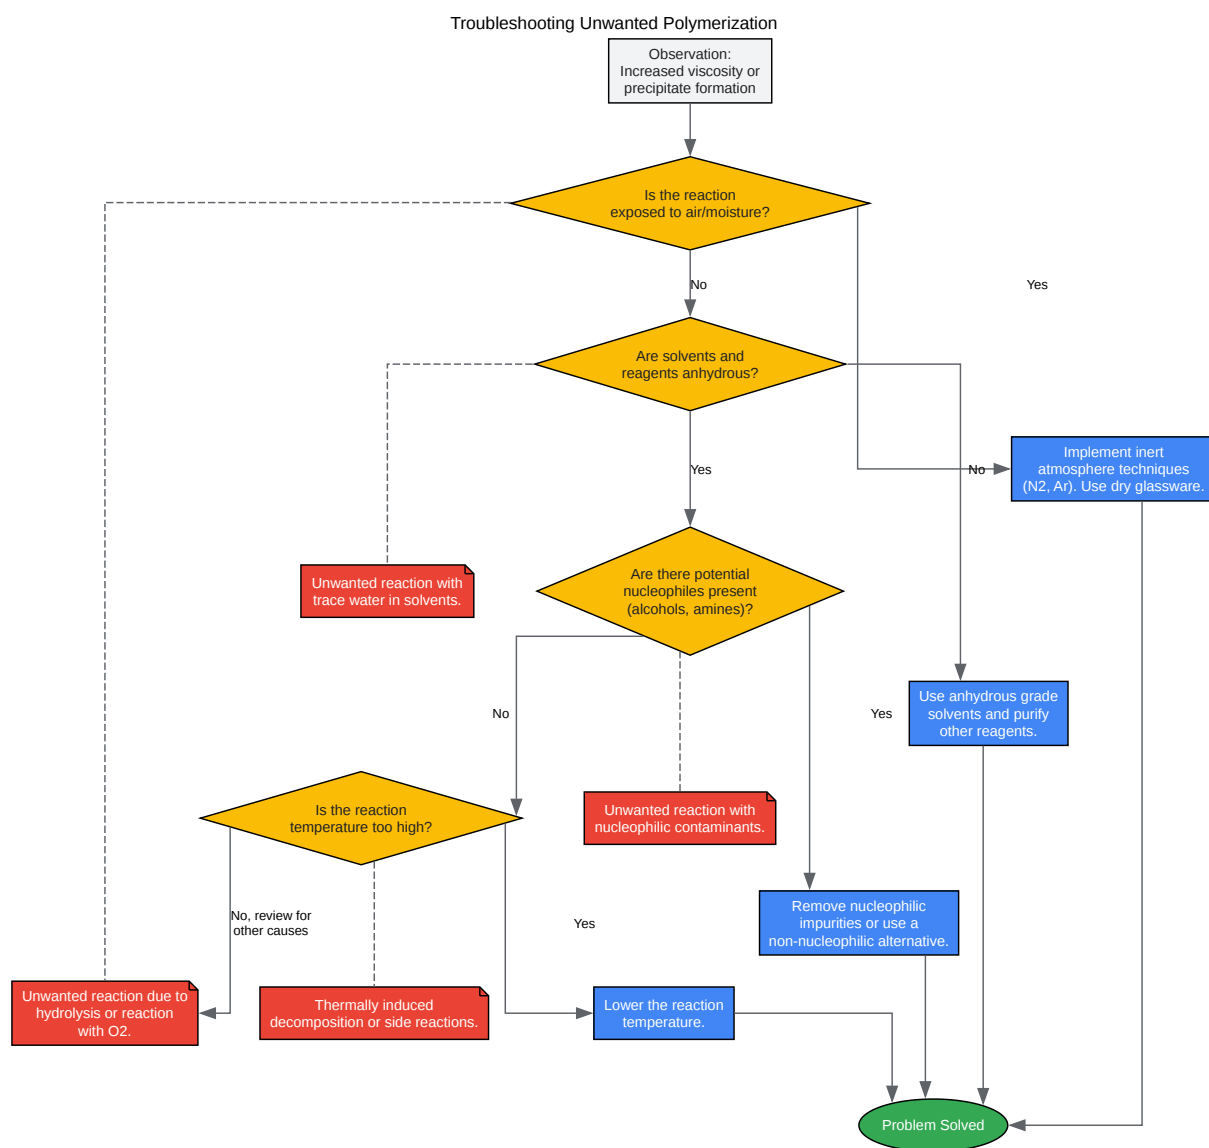 Troubleshooting Unwanted Polymerization
Observation:
Increased viscosity or
precipitate formation
Is the reaction
exposed to air/moisture?
No
Yes
Are solvents and
reagents anhydrous?
Yes
No
Implement inert
atmosphere techniques
(N2, Ar). Use dry glassware.
Unwanted reaction with
trace water in solvents.
Are there potential
nucleophiles present
(alcohols, amines)?
No
Yes
Use anhydrous grade
solvents and purify
other reagents.
Is the reaction
temperature too high?
Unwanted reaction with
nucleophilic contaminants.
No, review for
other causes
Yes
Remove nucleophilic
impurities or use a
non-nucleophilic alternative.
Unwanted reaction due to
hydrolysis or reaction
with O2.
Thermally induced
decomposition or side reactions.
Lower the reaction
temperature.
Problem Solved